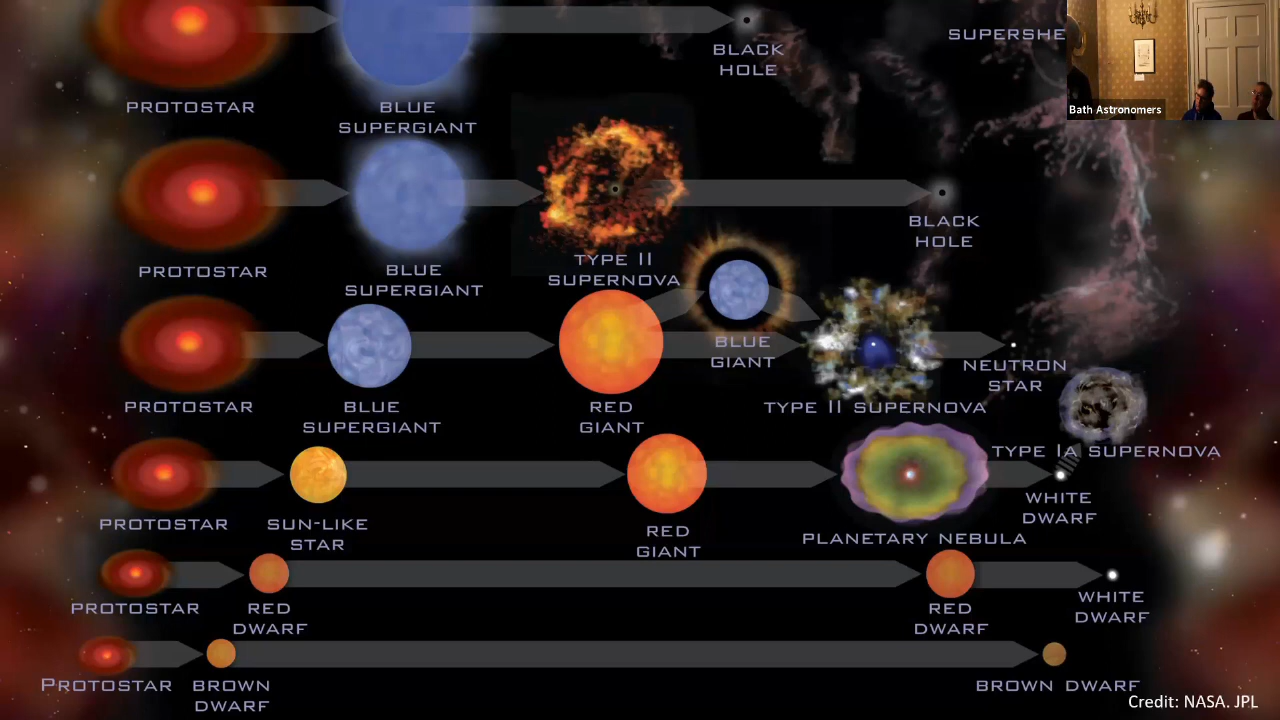 SUPERSHE
BLACK
HOLE
Bath Astronomers
PROTOSTAR
BLUE
SUPERGIANT
BLACK
HOLE
TYPE II
SUPERNOVA
PROTOSTAR
BLUE
SUPERGIANT
BLUE
GIANT
NEUTRON
STAR
PROTOSTAR
BLUE
SUPERGIANT
RED
GIANT
TYPE II SUPERNOVA
TYPE IA SUPERNOVA
WHITE
DWARF
PROTOSTAR
SUN-LIKE
STAR
RED
GIANT
PLANETARY NEBULA
PROTOSTAR
RED
DWARF
RED
DWARF
WHITE
DWARF
PROTOSTAR
BROWN
DWARF
BROWN DWARF
Credit: NASA. JPL